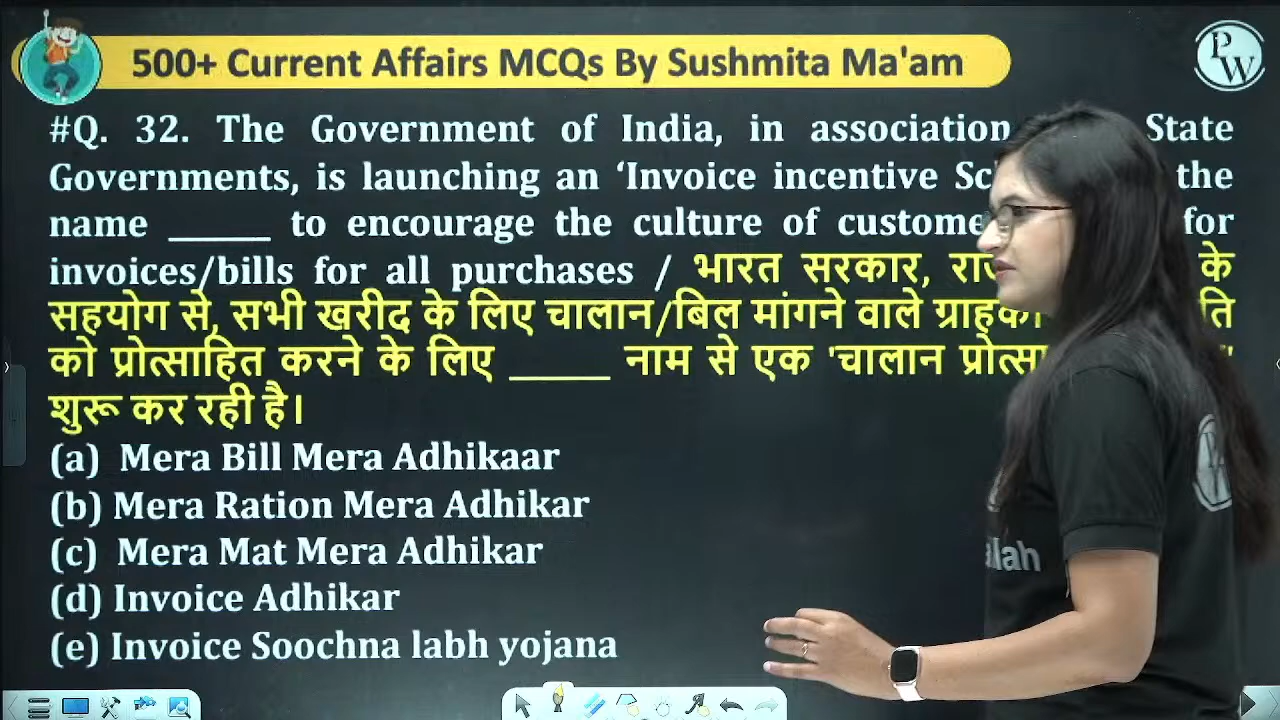 500+ Current Affairs MCQs By Sushmita Ma'am
PW
#Q. 32. The Government of India, in association State
Governments, is launching an ‘Invoice incentive the
name ______ to encourage the culture of for
invoices/bills for all purchases / भारत सरकार, के
सहयोग से, सभी खरीद के लिए चालान/बिल मांगने वाले
को प्रोत्साहित करने के लिए ______ नाम से एक 'चालान '
शुरू कर रही है।
(a) Mera Bill Mera Adhikaar
(b) Mera Ration Mera Adhikar
(c) Mera Mat Mera Adhikar
(d) Invoice Adhikar
(e) Invoice Soochna labh yojana